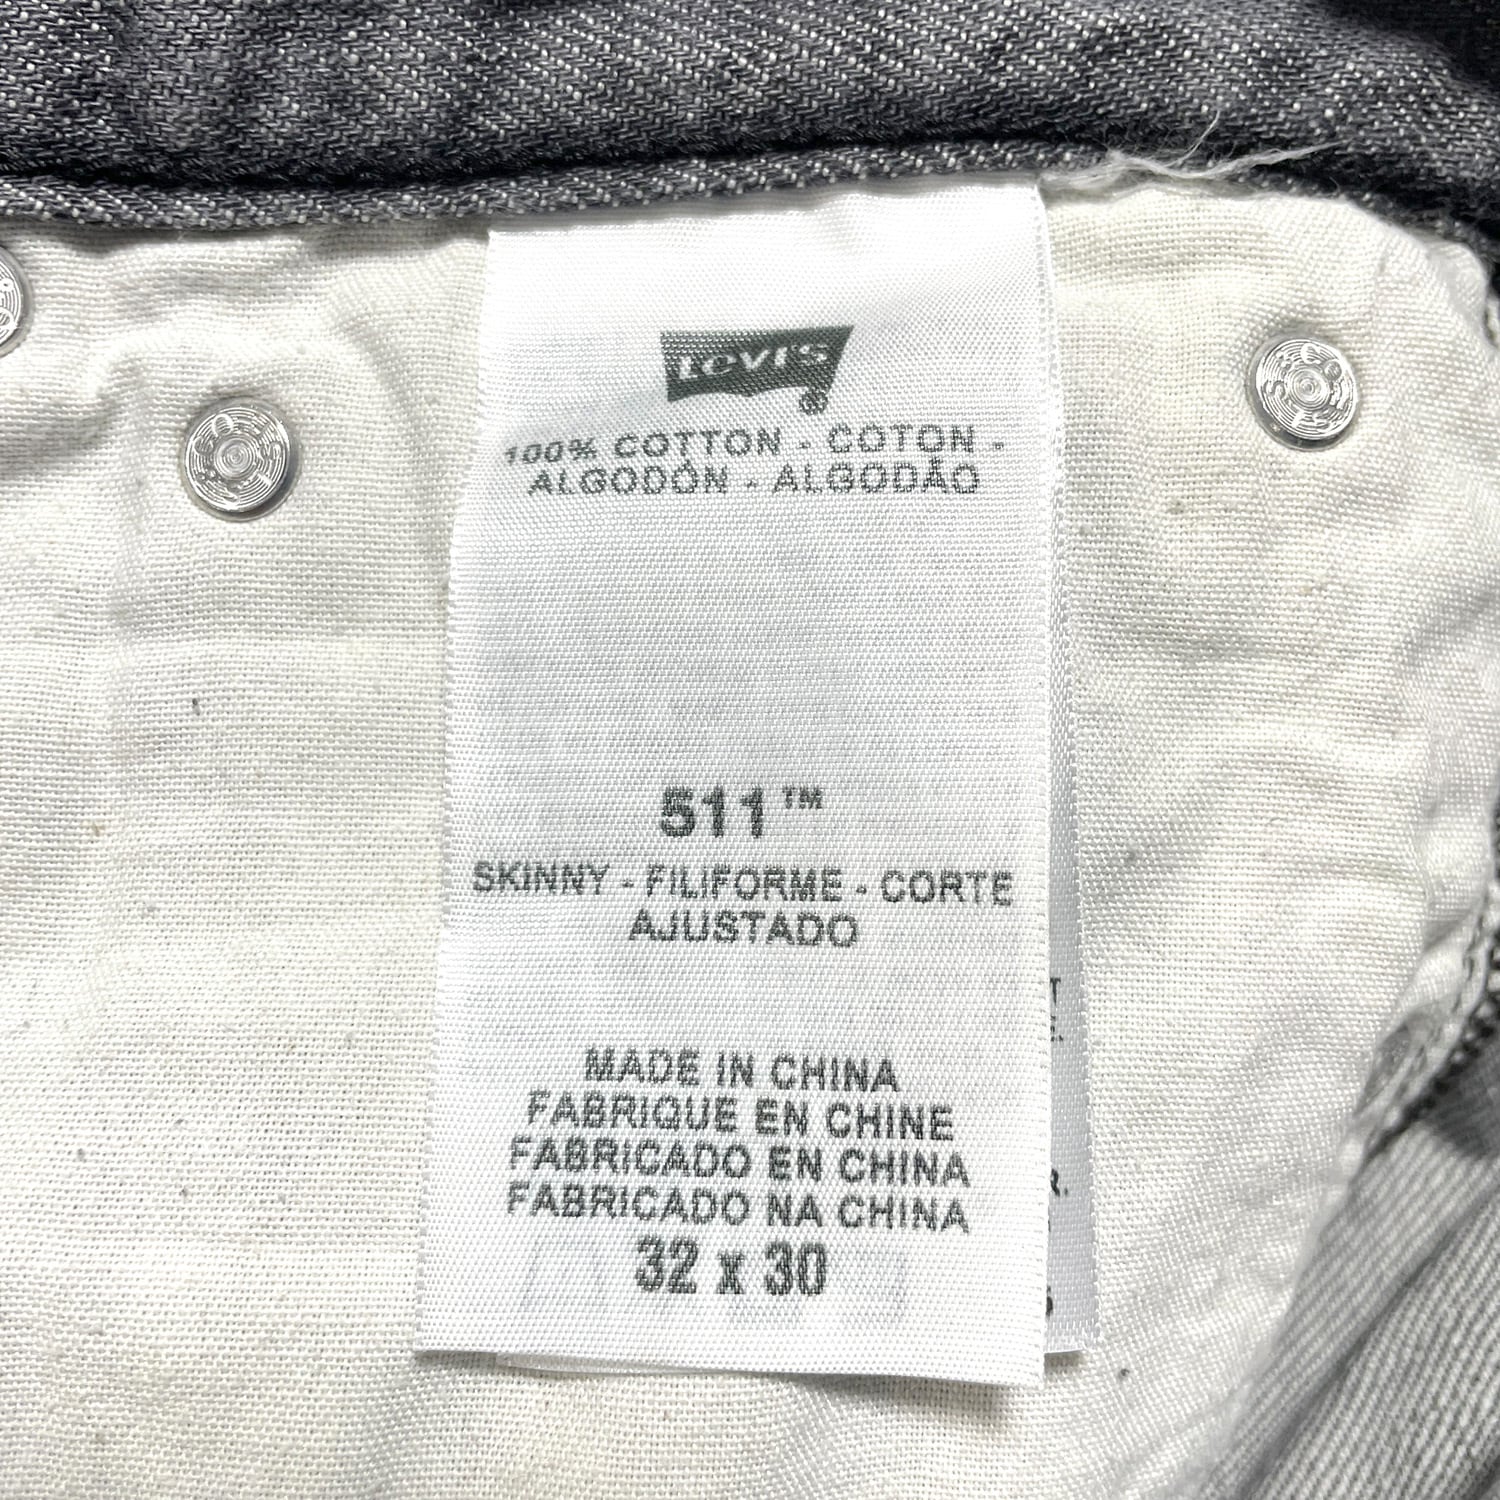 Levi's
®
100% COTTON - COTON -
ALGODÓN - ALGODÃO
511™
SKINNY - FILIFORME - CORTE
AJUSTADO
MADE IN CHINA
FABRIQUE EN CHINE
FABRICADO EN CHINA
FABRICADO NA CHINA
32 x 30